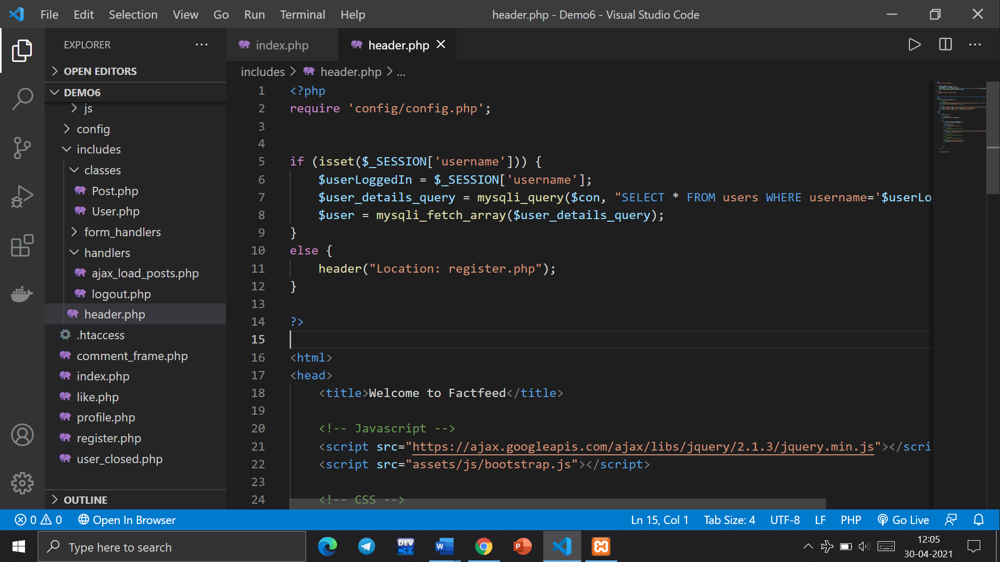 File Edit Selection View Go Run Terminal Help header.php - Demo6 - Visual Studio Code
EXPLORER
OPEN EDITORS
DEMO6
js
config
includes
classes
Post.php
User.php
form_handlers
handlers
ajax_load_posts.php
logout.php
header.php
.htaccess
comment_frame.php
index.php
like.php
profile.php
register.php
user_closed.php
OUTLINE
index.php header.php
includes > header.php > ...
1 <?php
2 require 'config/config.php';
3
4
5 if (isset($_SESSION['username'])) {
6 $userLoggedIn = $_SESSION['username'];
7 $user_details_query = mysqli_query($con, "SELECT * FROM users WHERE username='$userLo
8 $user = mysqli_fetch_array($user_details_query);
9 }
10 else {
11 header("Location: register.php");
12 }
13
14 ?>
15
16 <html>
17 <head>
18 <title>Welcome to Factfeed</title>
19
20 <!-- Javascript -->
21 <script src="https://ajax.googleapis.com/ajax/libs/jquery/2.1.3/jquery.min.js"></scri
22 <script src="assets/js/bootstrap.js"></script>
23
24 <!-- CSS -->
0 0 Open In Browser Ln 15, Col 1 Tab Size: 4 UTF-8 LF PHP Go Live
Type here to search
DEV
C++
W
P
12:05
30-04-2021